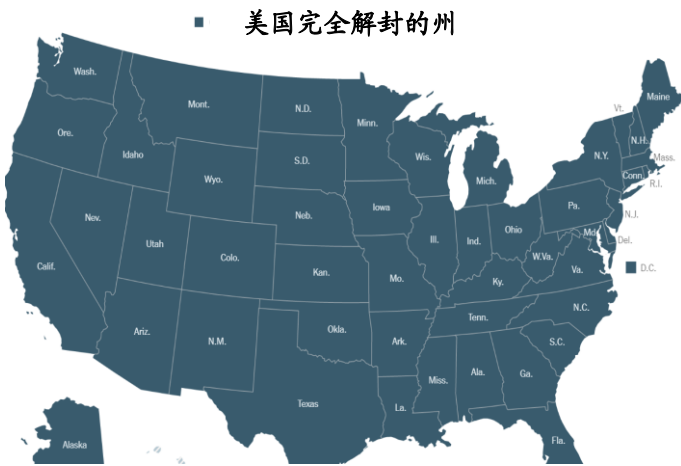 美国完全解封的州
Wash.
Mont.
N.D.
Minn.
Maine
Vt.
Ore.
Idaho
Wyo.
S.D.
Wis.
Mich.
N.Y.
N.H.
Mass.
Conn.
R.I.
Nev.
Utah
Colo.
Neb.
Iowa
Ill.
Ind.
Ohio
Pa.
N.J.
Calif.
Kan.
Mo.
Ky.
W.Va.
Md.
Del.
Va.
D.C.
Ariz.
N.M.
Okla.
Ark.
Tenn.
N.C.
S.C.
Texas
La.
Miss.
Ala.
Ga.
Fla.
Alaska